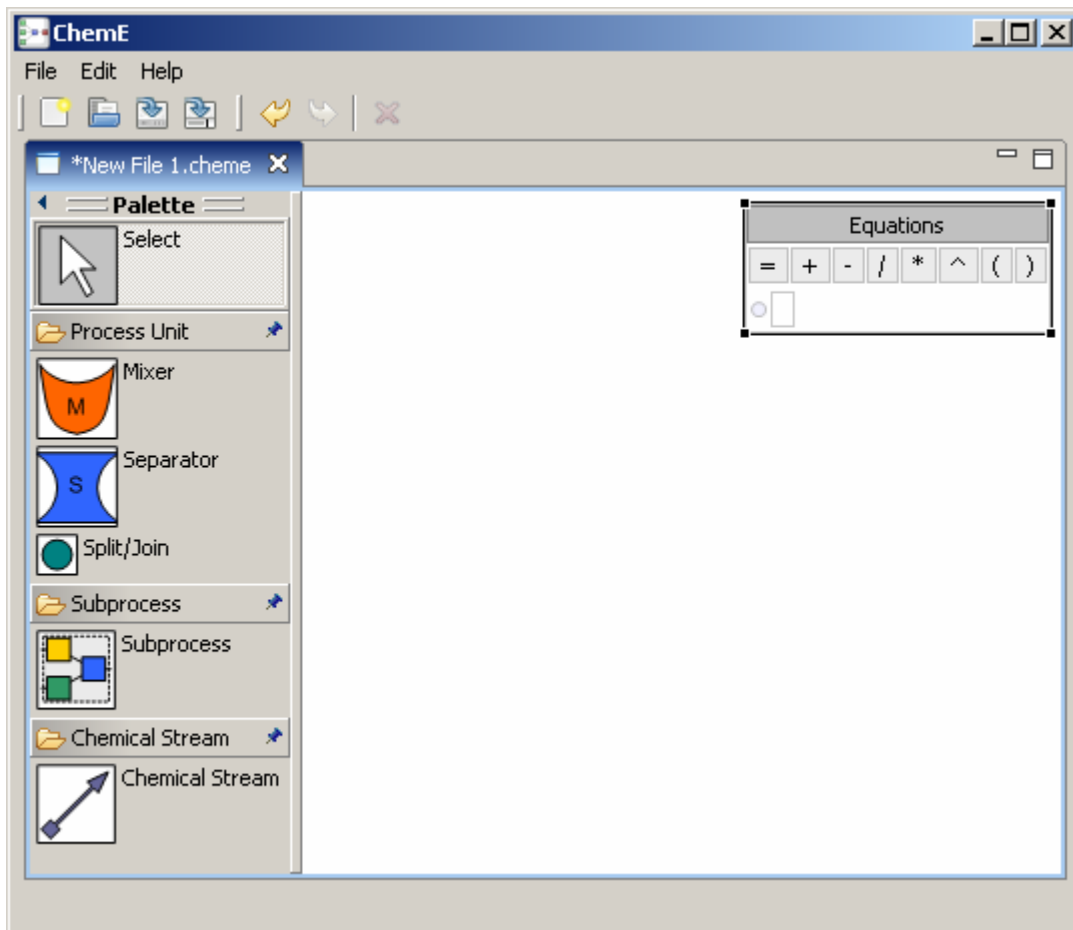 ChemE
File Edit Help
*New File 1.cheme
Palette
Select
Process Unit
Mixer
M
Separator
S
Split/Join
Subprocess
Subprocess
Chemical Stream
Chemical Stream
Equations
= + - / * ^ ( )